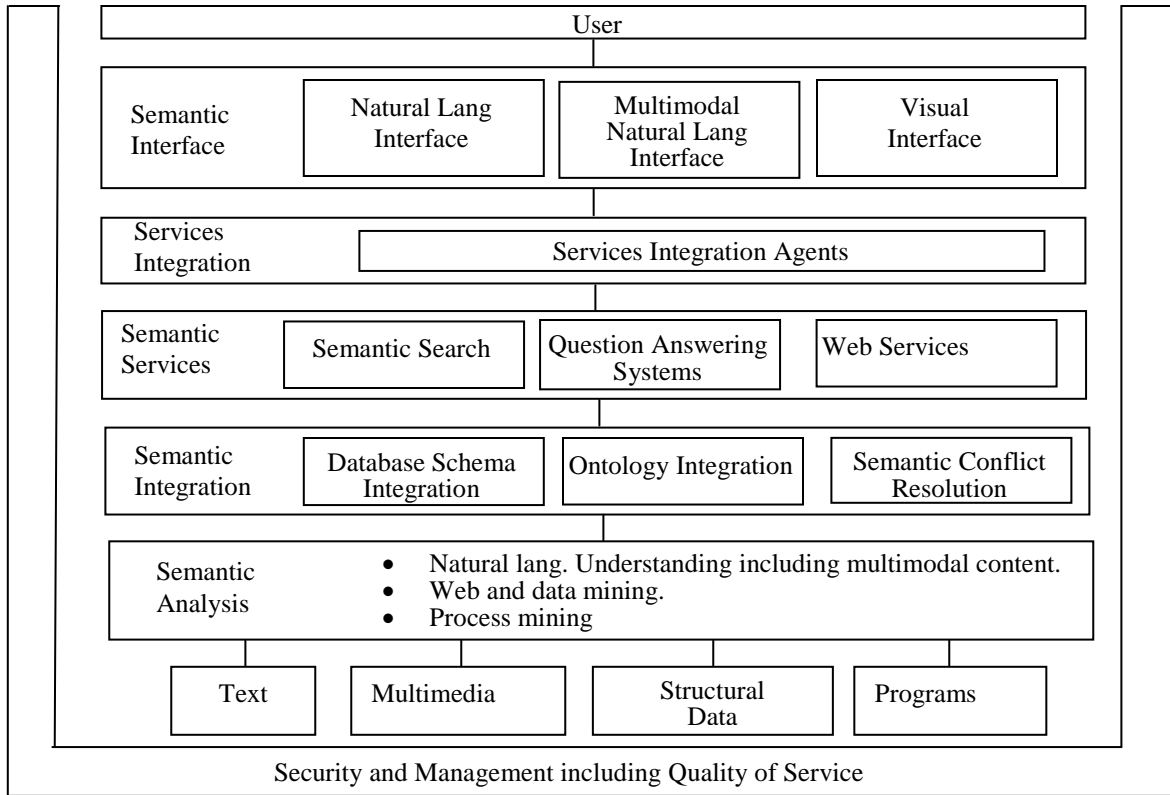 User
Semantic
Interface
Natural Lang
Interface
Multimodal
Natural Lang
Interface
Visual
Interface
Services
Integration
Services Integration Agents
Semantic
Services
Semantic Search
Question Answering
Systems
Web Services
Semantic
Integration
Database Schema
Integration
Ontology Integration
Semantic Conflict
Resolution
Semantic
Analysis
• Natural lang. Understanding including multimodal content.
• Web and data mining.
• Process mining
Text
Multimedia
Structural
Data
Programs
Security and Management including Quality of Service